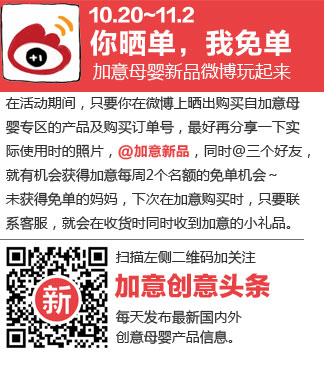 10.20~11.2
你晒单，我免单
加意母婴新品微博玩起来
+1
在活动期间，只要你在微博上晒出购买自加意母
婴专区的产品及购买订单号，最好再分享一下实
际使用时的照片，@加意新品，同时@三个好友，
就有机会获得加意每周2个名额的免单机会～
未获得免单的妈妈，下次在加意购买时，只要联
系客服，就会在收货时同时收到加意的小礼品。
扫描左侧二维码加关注
加意创意头条
新
每天发布最新国内外
创意母婴产品信息。